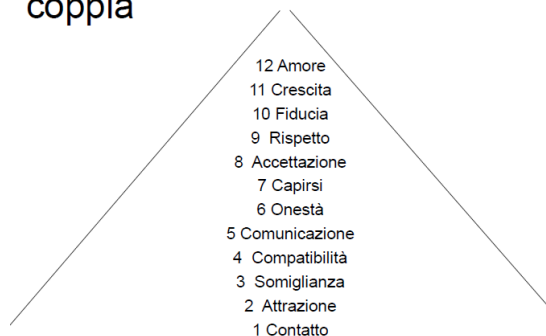 coppia
12 Amore
11 Crescita
10 Fiducia
9 Rispetto
8 Accettazione
7 Capirsi
6 Onestà
5 Comunicazione
4 Compatibilità
3 Somiglianza
2 Attrazione
1 Contatto